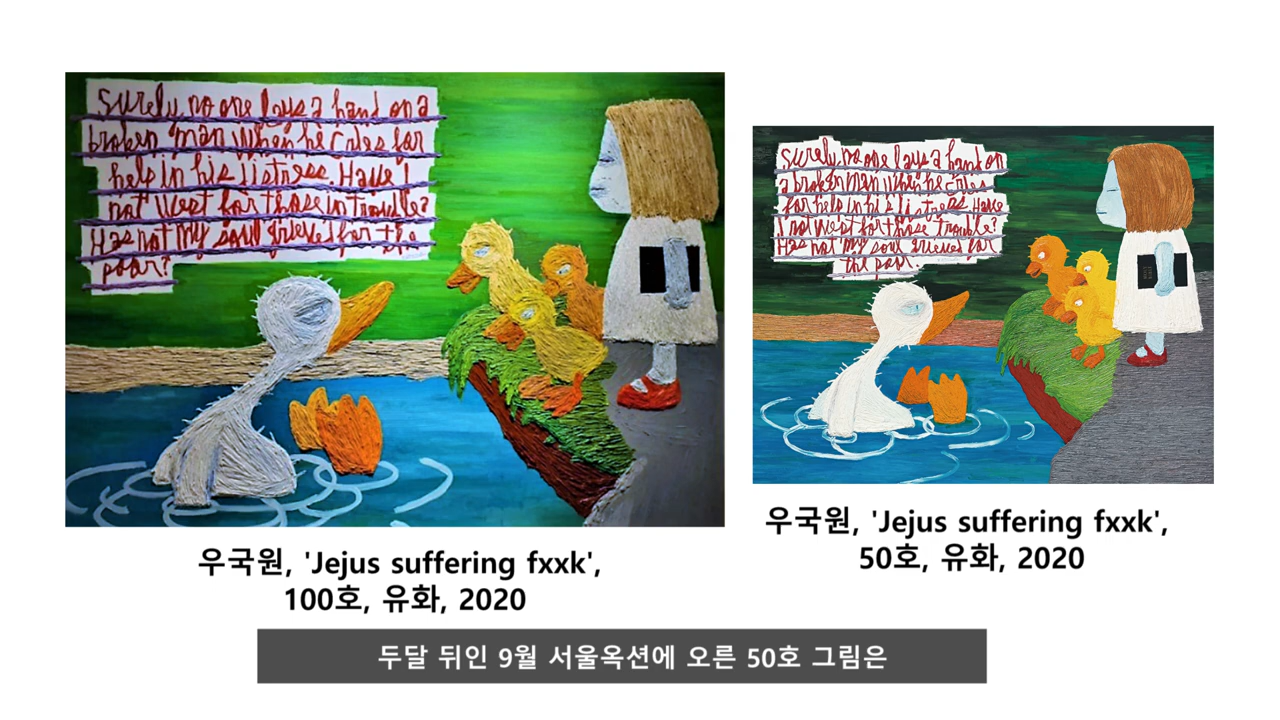 Surely no one lays a hand on a
broken man when he cries for
help in his listress. Have I
not west for those in trouble?
Has not my soul grieved for the
poor?
Surely no one lays a hand on
a broken man when he cries
for help in his listress. Have
I not west for those trouble?
Has not my soul grieved for
the poor.
우국원, 'Jejus suffering fxxk',
100호, 유화, 2020
우국원, 'Jejus suffering fxxk',
50호, 유화, 2020
두달 뒤인 9월 서울옥션에 오른 50호 그림은